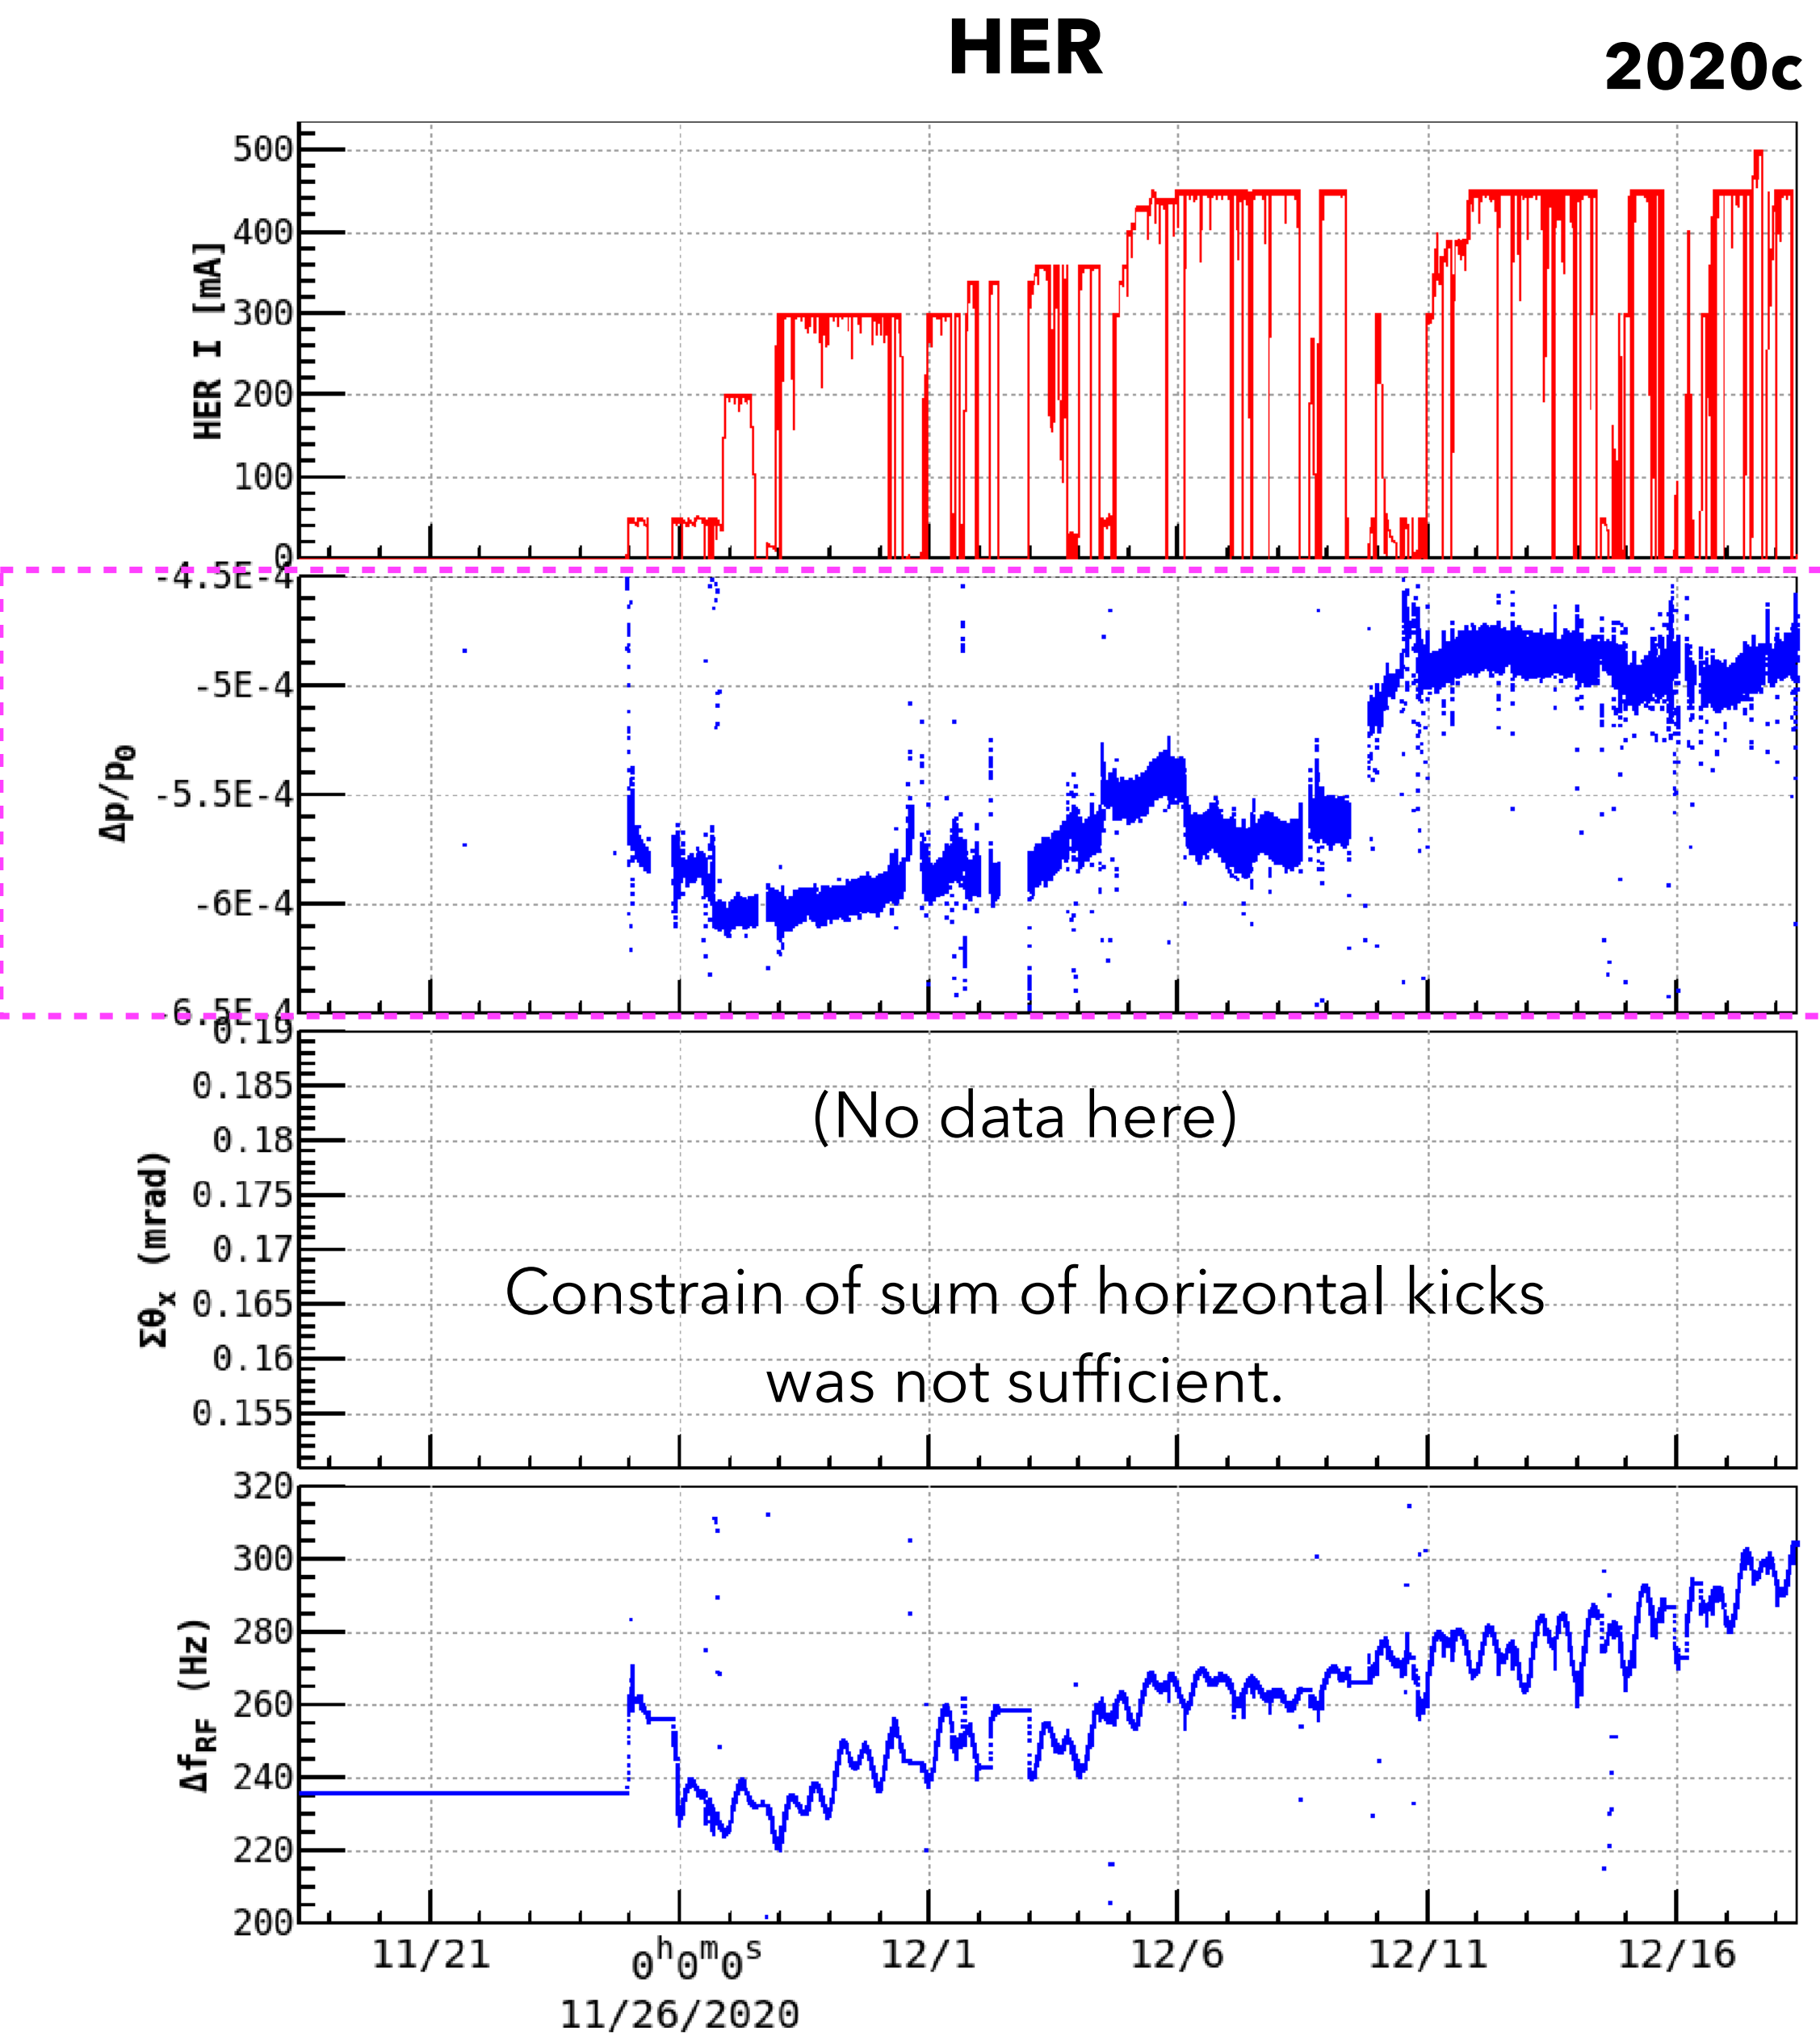 HER
2020c
500
400
300
200
100
0
HER I [mA]
-4.5E-4
-5E-4
-5.5E-4
-6E-4
-6.5E-4
Δp/p0
0.19
0.185
0.18
0.175
0.17
0.165
0.16
0.155
Σθx (mrad)
(No data here)
Constrain of sum of horizontal kicks
was not sufficient.
320
300
280
260
240
220
200
ΔfRF (Hz)
11/21
0h0m0s
12/1
12/6
12/11
12/16
11/26/2020